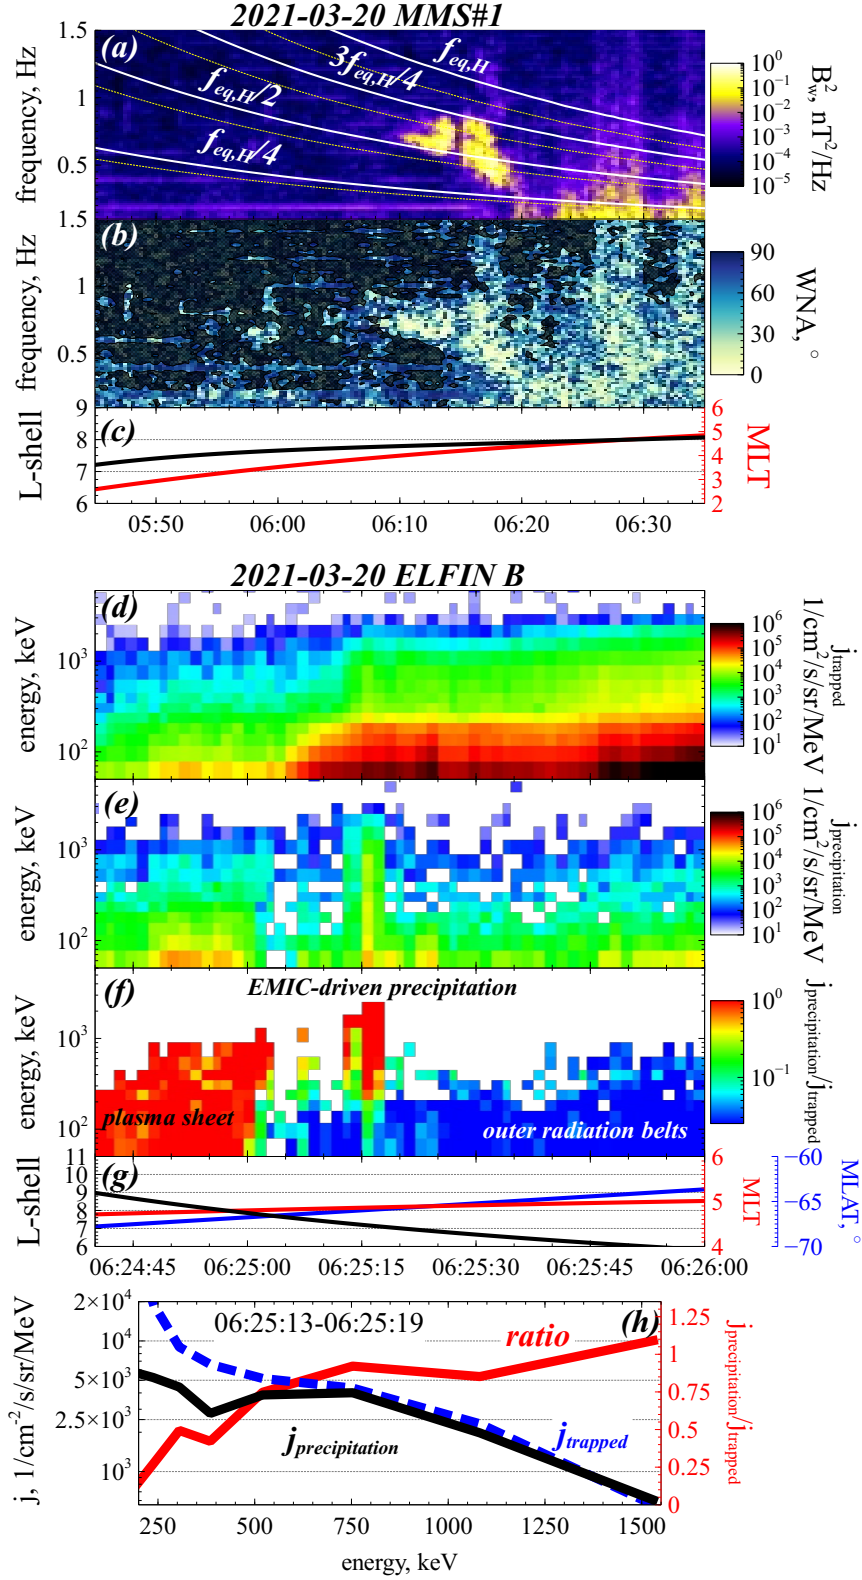 2021-03-20 MMS#1
(a)
f_eq,H
3f_eq,H/4
f_eq,H/2
f_eq,H/4
frequency, Hz
1.5
1
0.5
B_w^2, nT^2/Hz
10^0
10^-1
10^-2
10^-3
10^-4
10^-5
(b)
frequency, Hz
1.5
1
0.5
WNA, °
90
60
30
0
(c)
L-shell
9
8
7
6
MLT
6
5
4
3
2
05:50 06:00 06:10 06:20 06:30
2021-03-20 ELFIN B
(d)
energy, keV
10^3
10^2
j_trapped
1/cm^2/s/sr/MeV
10^6
10^5
10^4
10^3
10^2
10^1
(e)
energy, keV
10^3
10^2
j_precipitation
1/cm^2/s/sr/MeV
10^6
10^5
10^4
10^3
10^2
10^1
(f)
EMIC-driven precipitation
plasma sheet
outer radiation belts
energy, keV
10^3
10^2
j_precipitation/j_trapped
10^0
10^-1
(g)
L-shell
11
10
9
8
7
6
MLT
6
5
4
MLAT, °
−60
−65
−70
06:24:45 06:25:00 06:25:15 06:25:30 06:25:45 06:26:00
06:25:13-06:25:19
(h)
ratio
j_precipitation
j_trapped
j, 1/cm^-2/s/sr/MeV
2×10^4
10^4
5×10^3
2.5×10^3
10^3
j_precipitation/j_trapped
1.25
1
0.75
0.5
0.25
0
250 500 750 1000 1250 1500
energy, keV